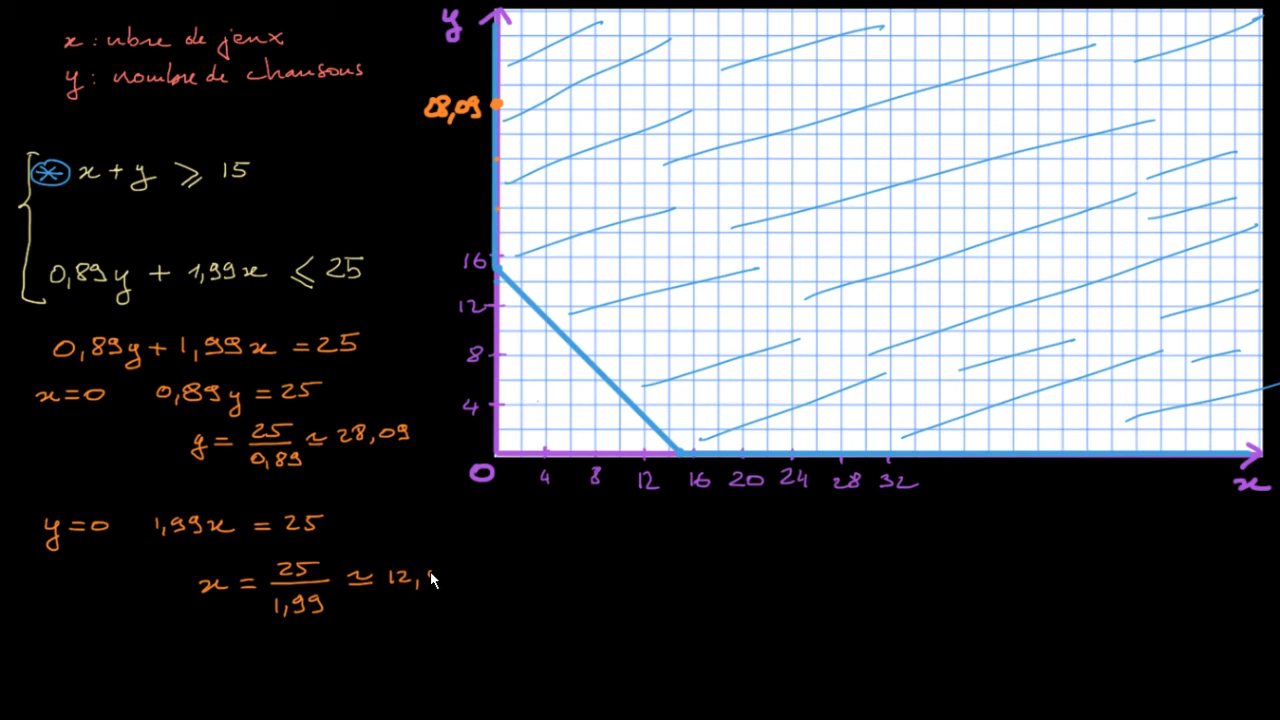 x : nbre de jeux
y : nombre de chansons
* x + y ⩾ 15
0,89y + 1,99x ⩽ 25
0,89y + 1,99x = 25
x=0 0,89y = 25
y = 25/0,89 ≈ 28,09
y=0 1,99x = 25
x = 25/1,99 ≃ 12,
y
28,09
16
12
8
4
0 4 8 12 16 20 24 28 32 x